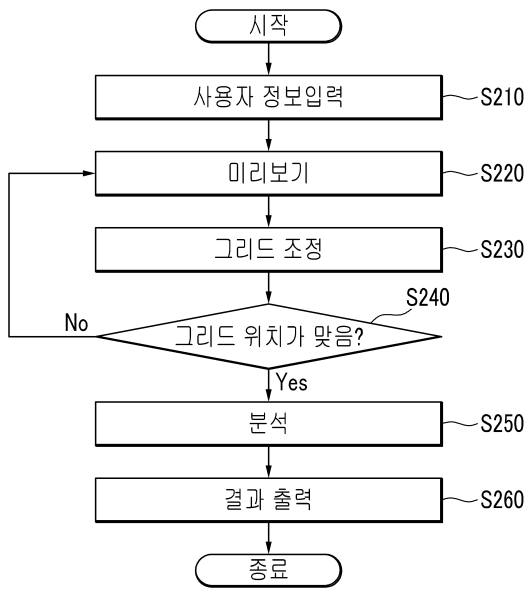 시작
사용자 정보입력
S210
미리보기
S220
그리드 조정
S230
S240
그리드 위치가 맞음?
No
Yes
분석
S250
결과 출력
S260
종료